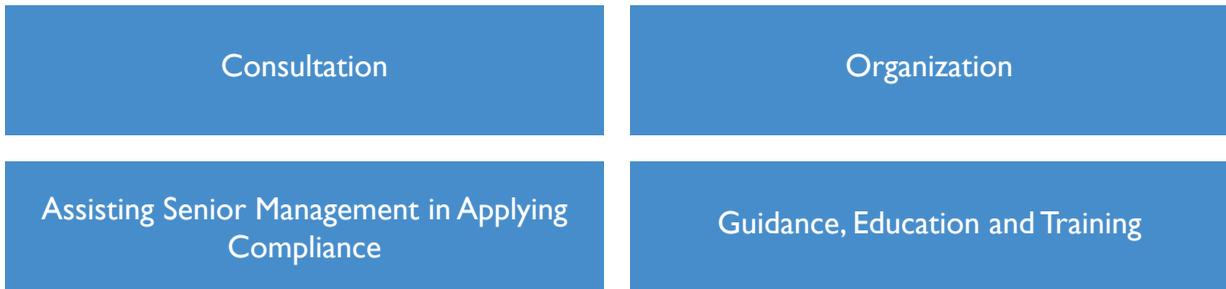 Consultation
Organization
Assisting Senior Management in Applying
Compliance
Guidance, Education and Training